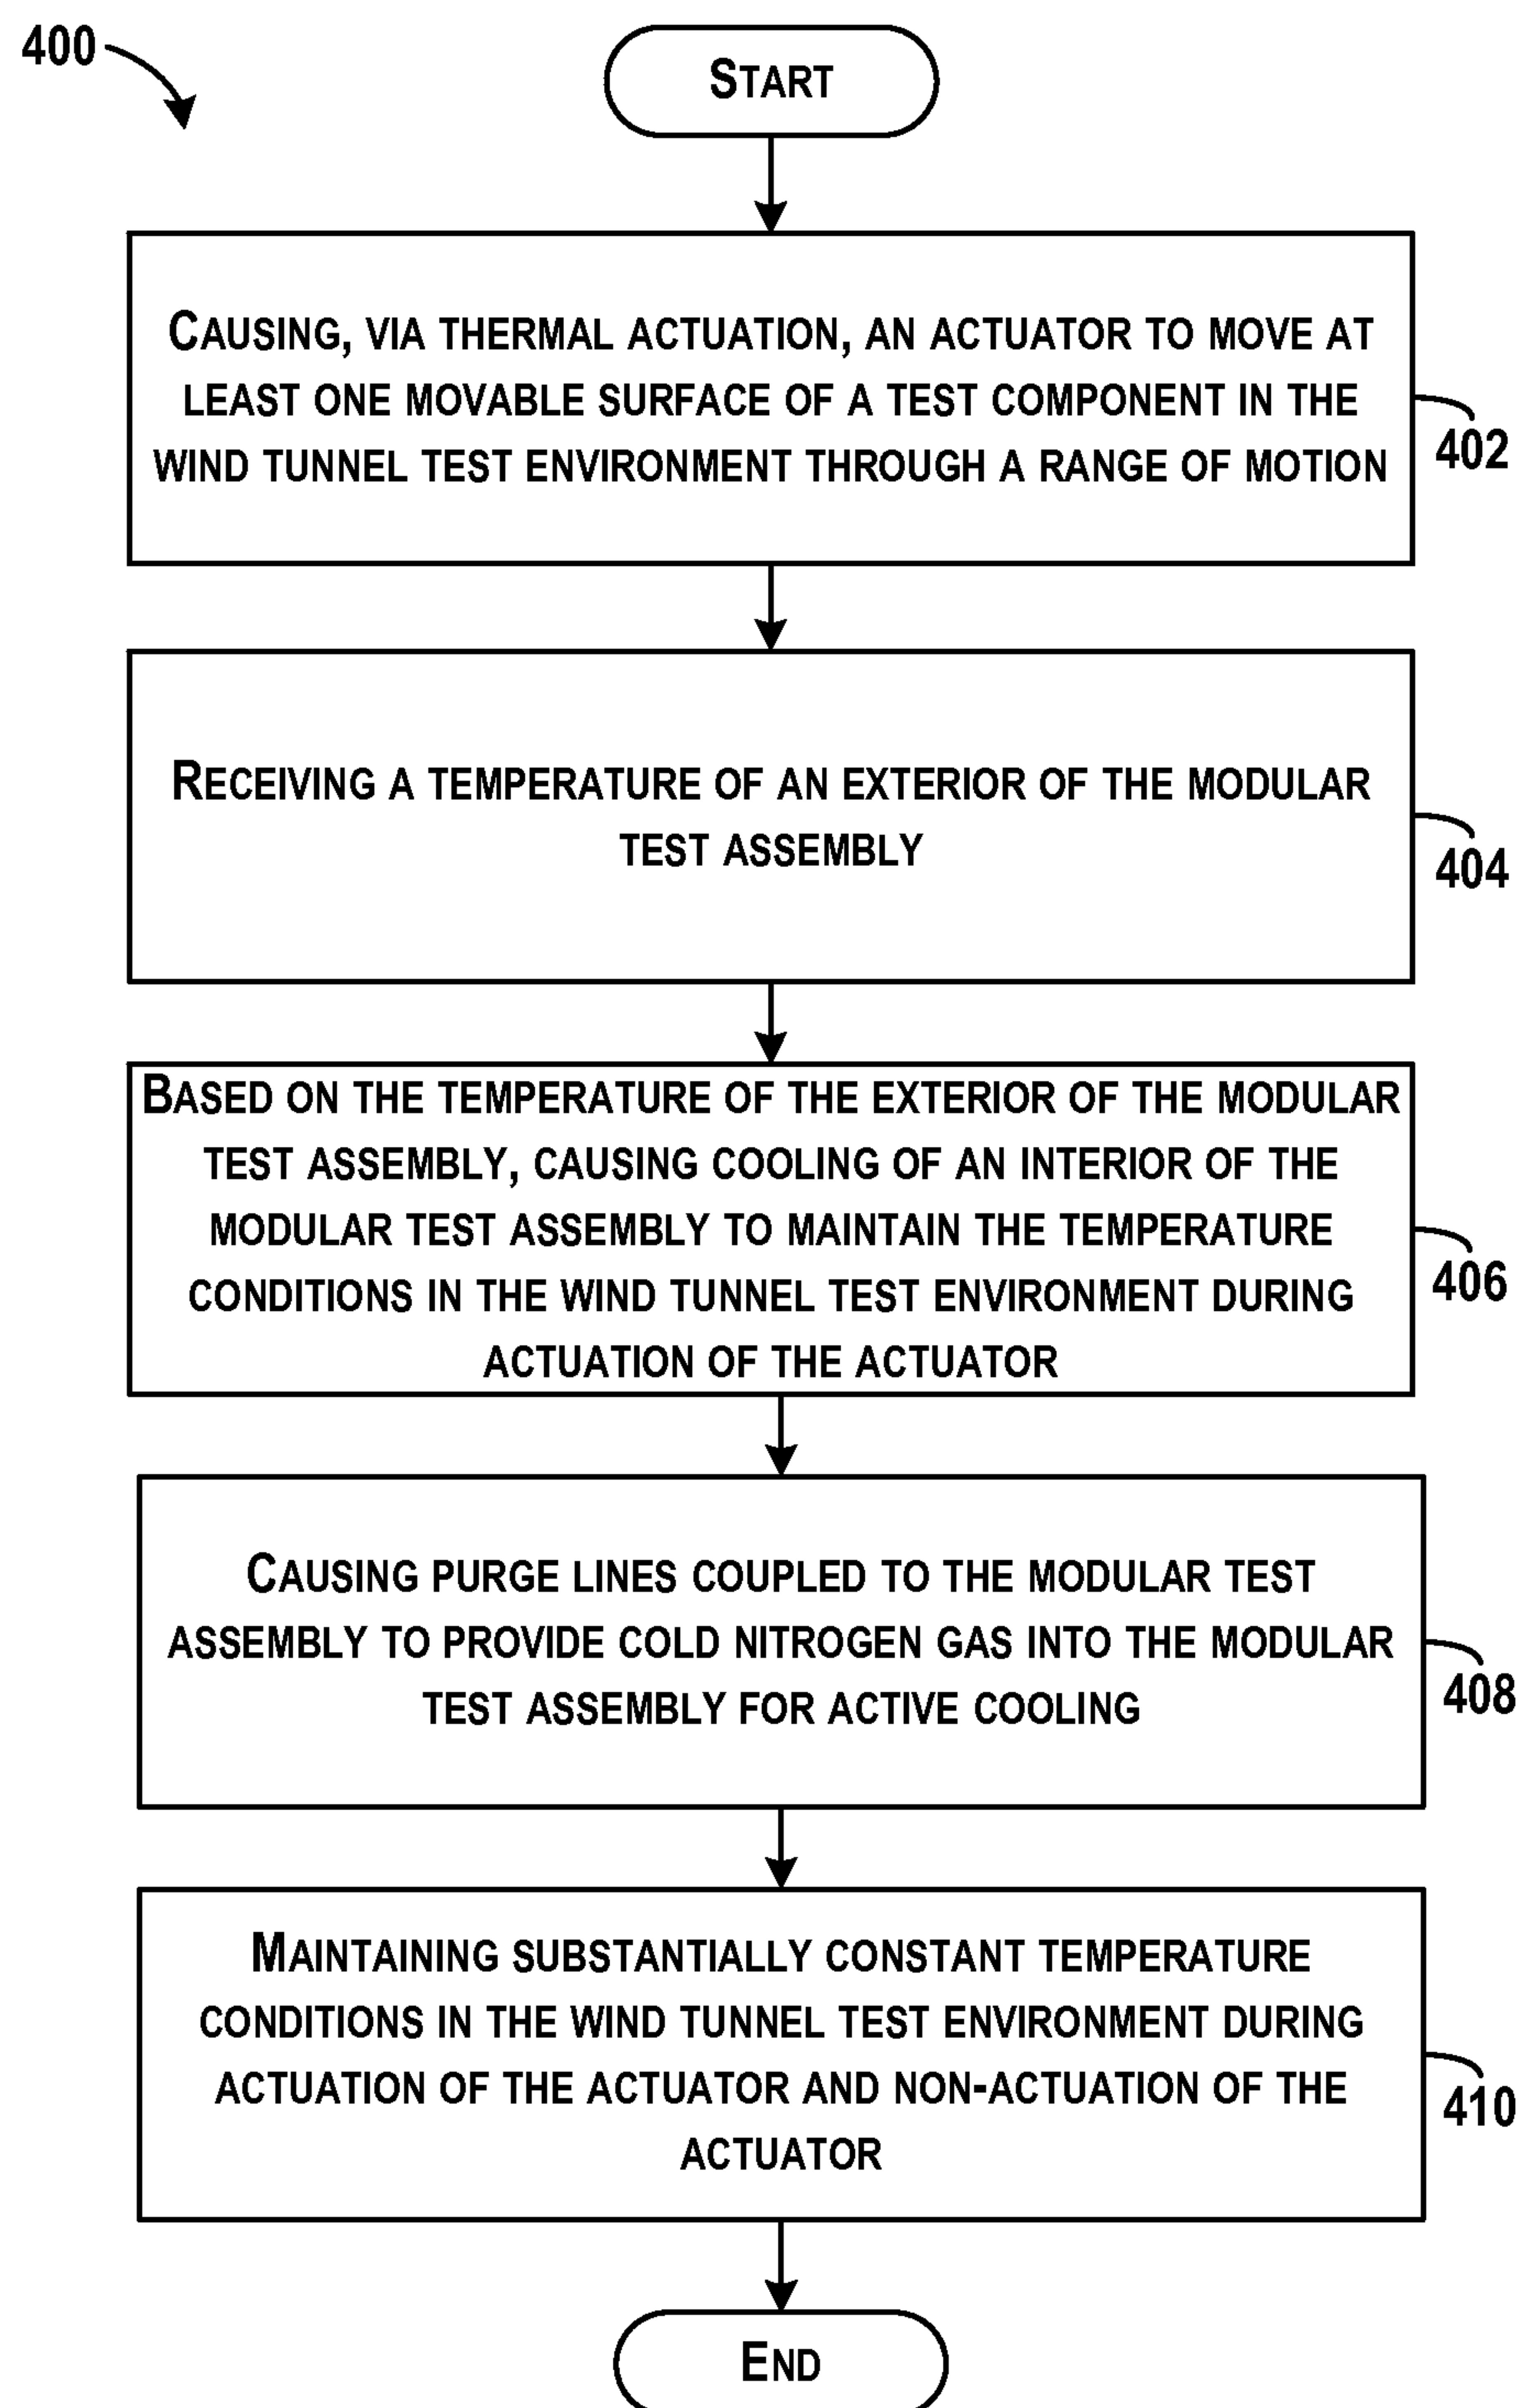 400
START
CAUSING, VIA THERMAL ACTUATION, AN ACTUATOR TO MOVE AT
LEAST ONE MOVABLE SURFACE OF A TEST COMPONENT IN THE
WIND TUNNEL TEST ENVIRONMENT THROUGH A RANGE OF MOTION
402
RECEIVING A TEMPERATURE OF AN EXTERIOR OF THE MODULAR
TEST ASSEMBLY
404
BASED ON THE TEMPERATURE OF THE EXTERIOR OF THE MODULAR
TEST ASSEMBLY, CAUSING COOLING OF AN INTERIOR OF THE
MODULAR TEST ASSEMBLY TO MAINTAIN THE TEMPERATURE
CONDITIONS IN THE WIND TUNNEL TEST ENVIRONMENT DURING
ACTUATION OF THE ACTUATOR
406
CAUSING PURGE LINES COUPLED TO THE MODULAR TEST
ASSEMBLY TO PROVIDE COLD NITROGEN GAS INTO THE MODULAR
TEST ASSEMBLY FOR ACTIVE COOLING
408
MAINTAINING SUBSTANTIALLY CONSTANT TEMPERATURE
CONDITIONS IN THE WIND TUNNEL TEST ENVIRONMENT DURING
ACTUATION OF THE ACTUATOR AND NON-ACTUATION OF THE
ACTUATOR
410
END